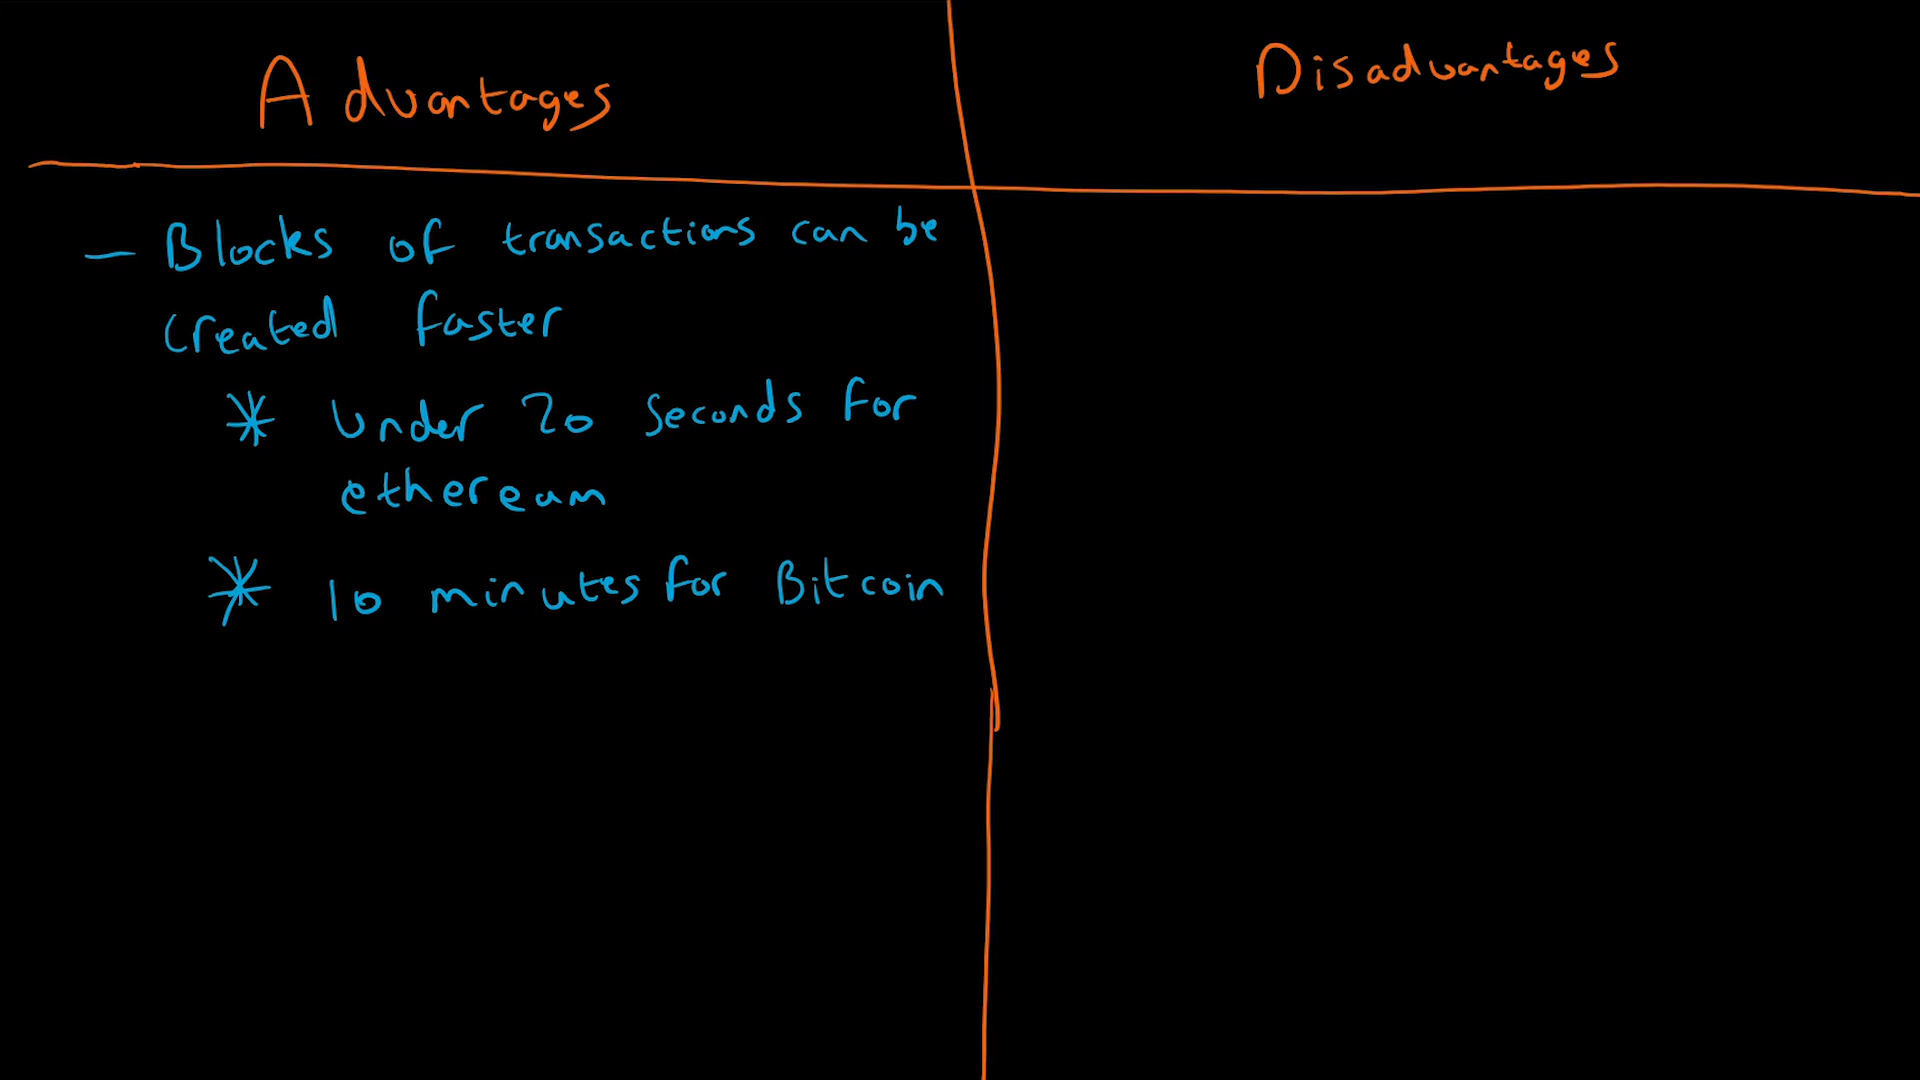 Advantages
Disadvantages
– Blocks of transactions can be
created faster
* Under 20 seconds for
ethereum
* 10 minutes for Bitcoin